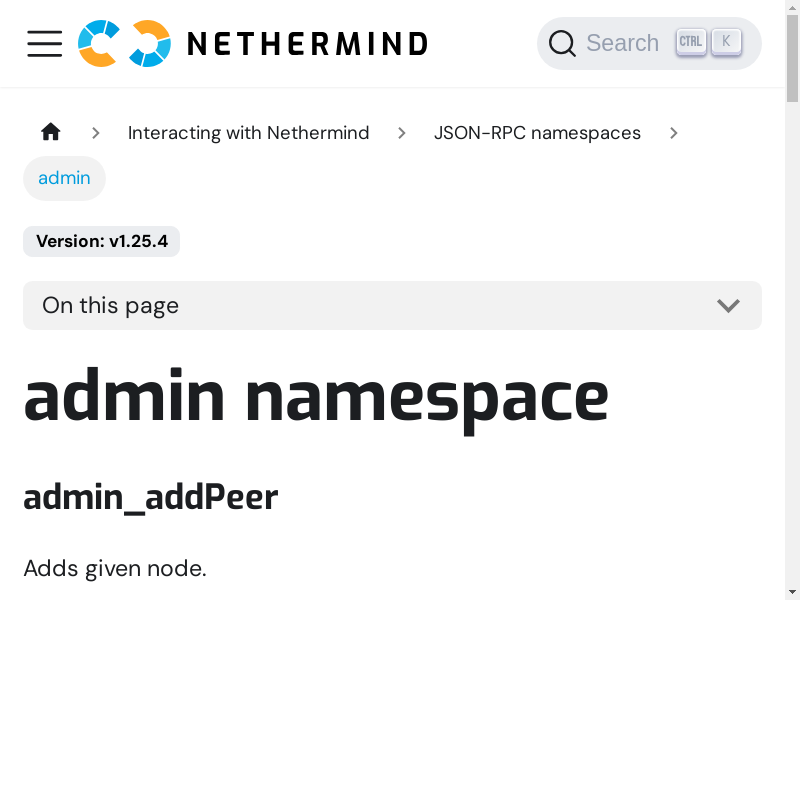 NETHERMIND
Search CTRL K
Interacting with Nethermind JSON-RPC namespaces
admin
Version: v1.25.4
On this page
admin namespace
admin_addPeer
Adds given node.